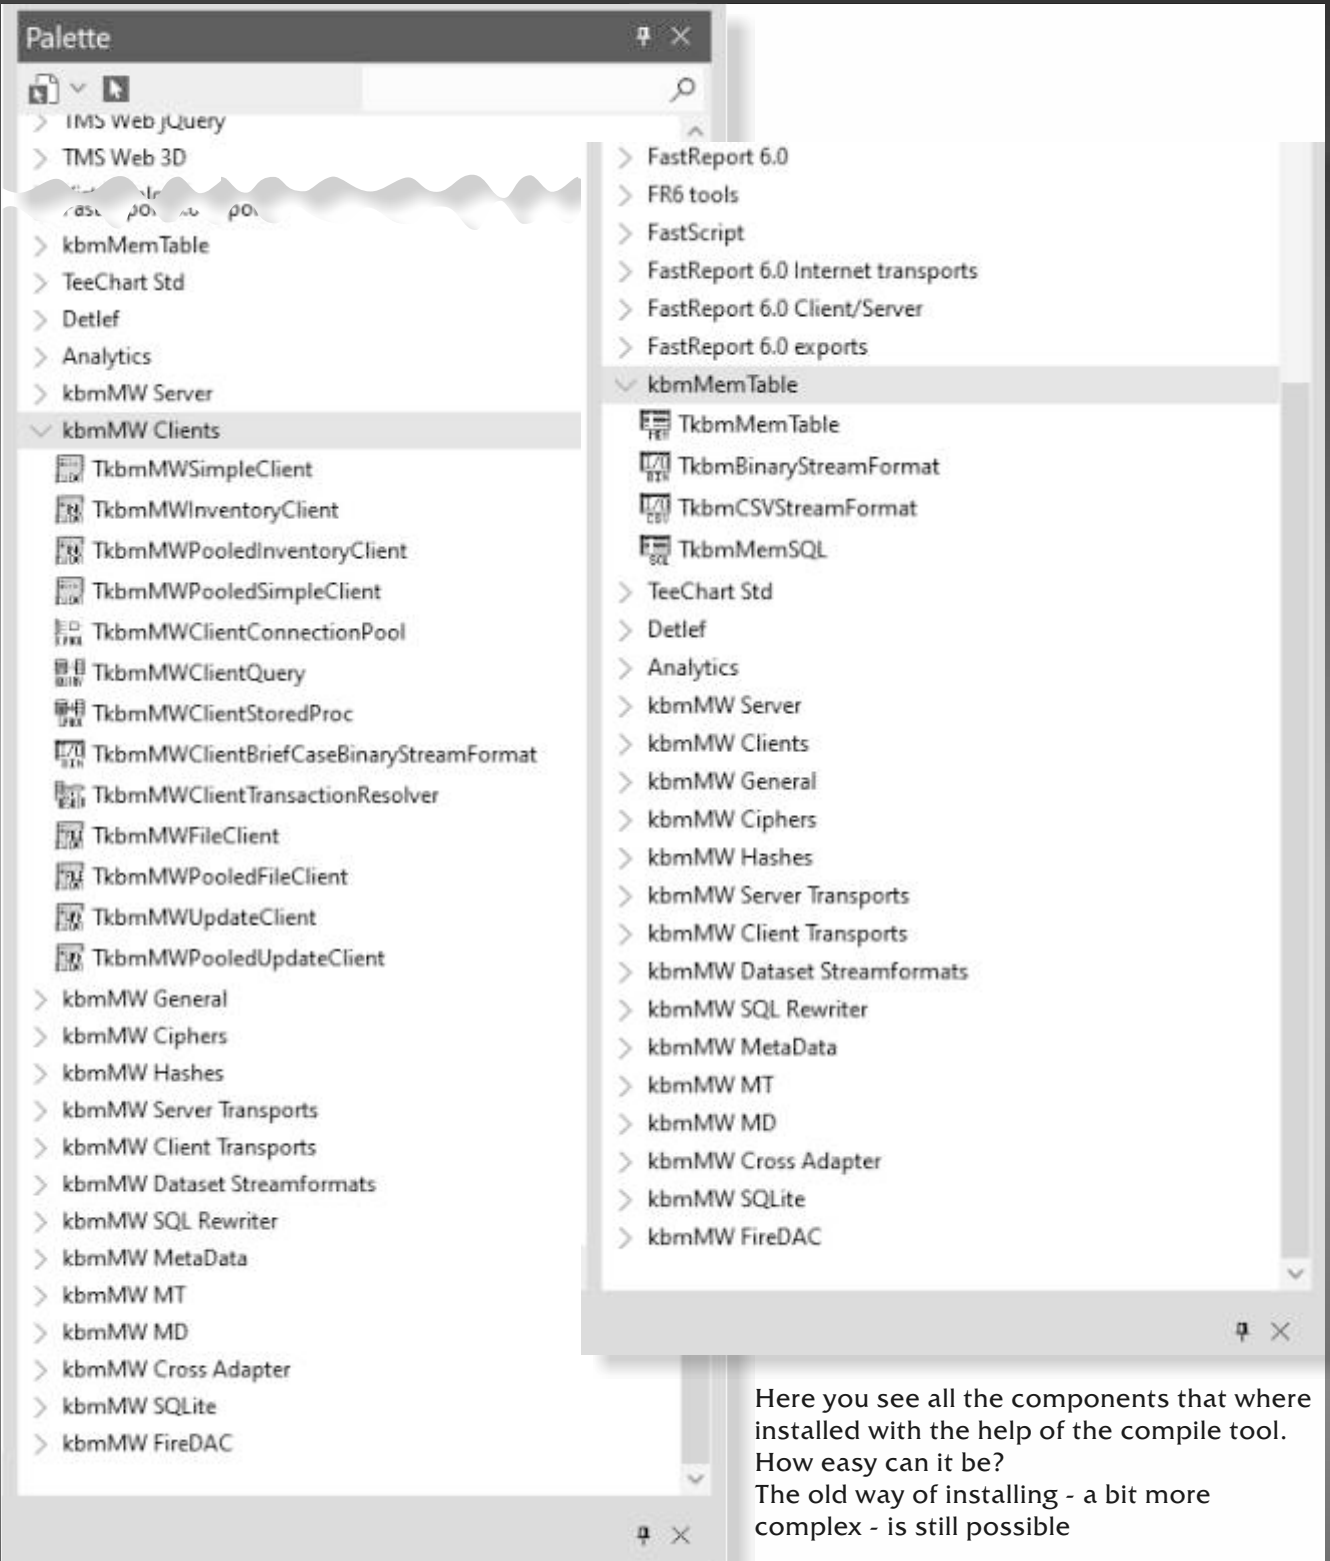 Palette
TMS Web jQuery
TMS Web 3D
kbmMemTable
TeeChart Std
Detlef
Analytics
kbmMW Server
kbmMW Clients
TkbmMWSimpleClient
TkbmMWInventoryClient
TkbmMWPooledInventoryClient
TkbmMWPooledSimpleClient
TkbmMWClientConnectionPool
TkbmMWClientQuery
TkbmMWClientStoredProc
TkbmMWClientBriefCaseBinaryStreamFormat
TkbmMWClientTransactionResolver
TkbmMWFileClient
TkbmMWPooledFileClient
TkbmMWUpdateClient
TkbmMWPooledUpdateClient
kbmMW General
kbmMW Ciphers
kbmMW Hashes
kbmMW Server Transports
kbmMW Client Transports
kbmMW Dataset Streamformats
kbmMW SQL Rewriter
kbmMW MetaData
kbmMW MT
kbmMW MD
kbmMW Cross Adapter
kbmMW SQLite
kbmMW FireDAC
FastReport 6.0
FR6 tools
FastScript
FastReport 6.0 Internet transports
FastReport 6.0 Client/Server
FastReport 6.0 exports
kbmMemTable
TkbmMemTable
TkbmBinaryStreamFormat
TkbmCSVStreamFormat
TkbmMemSQL
TeeChart Std
Detlef
Analytics
kbmMW Server
kbmMW Clients
kbmMW General
kbmMW Ciphers
kbmMW Hashes
kbmMW Server Transports
kbmMW Client Transports
kbmMW Dataset Streamformats
kbmMW SQL Rewriter
kbmMW MetaData
kbmMW MT
kbmMW MD
kbmMW Cross Adapter
kbmMW SQLite
kbmMW FireDAC
Here you see all the components that where
installed with the help of the compile tool.
How easy can it be?
The old way of installing - a bit more
complex - is still possible